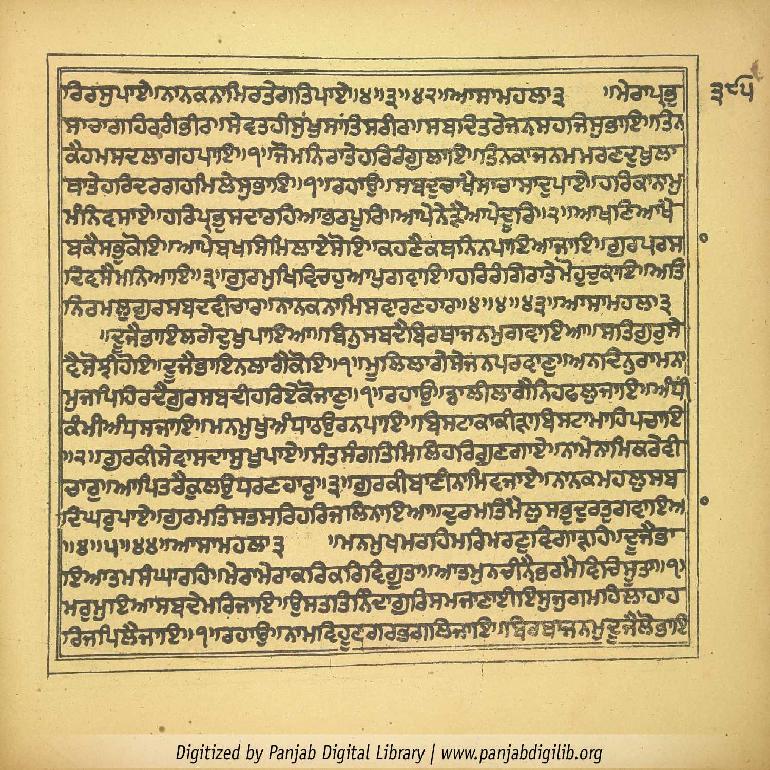 ਰਿਰਸੁਪਾਏ॥ਨਾਨਕਨਾਮਿਰਤੇਗਤਿਪਾਏ॥੪॥੩॥੪੨॥ਆਸਾਮਹਲਾ੩ ॥ਮੇਰਾਪ੍ਰਭੁ
੩੯੫
ਸਾਚਾਗਹਿਰਗੰਭੀਰਾ॥ਸੇਵਤਹੀਸੁਖੁਸਾਂਤਿਸਰੀਰਾ॥ਸਬਦਿਤਰੇਜਨਸਹਜਿਸੁਭਾਇ॥ਤਿਨ
ਕੈਹਮਸਦਲਾਗਹਪਾਇ॥੧॥ਜੋਮਨਿਰਾਤੇਹਰਿਰੰਗੁਲਾਇ॥ਤਿਨਕਾਜਨਮਮਰਣਦੁਖੁਲਾ
ਥਾਤੇਹਰਿਦਰਗਹਮਿਲੇਸੁਭਾਇ॥੧॥ਰਹਾਉ॥ਸਬਦੁਚਾਖੈਸਾਚਾਸਾਦੁਪਾਏ॥ਹਰਿਕਾਨਾਮੁ
ਮੰਨਿਵਸਾਏ॥ਹਰਿਪ੍ਰਭੁਸਦਾਰਹਿਆਭਰਪੂਰਿ॥ਆਪੇਨੇੜੈਆਪੇਦੂਰਿ॥੨॥ਆਖਣਿਆਖੈ
ਬਕੈਸਭੁਕੋਇ॥ਆਪੇਬਖਸਿਮਿਲਾਏਸੋਇ॥ਕਹਣੈਕਥਨਿਨਪਾਇਆਜਾਇ॥ਗੁਰਪਰਸਾ
ਦਿਵਸੈਮਨਿਆਇ॥੩॥ਗੁਰਮੁਖਿਵਿਚਹੁਆਪੁਗਵਾਇ॥ਹਰਿਰੰਗਿਰਾਤੇਮੋਹੁਚੁਕਾਇ॥ਅਤਿ
ਨਿਰਮਲੁਗੁਰਸਬਦਵੀਚਾਰਾ॥ਨਾਨਕਨਾਮਿਸਵਾਰਣਹਾਰਾ॥੪॥੪॥੪੩॥ਆਸਾਮਹਲਾ੩
॥ਦੂਜੈਭਾਇਲਗੇਦੁਖੁਪਾਇਆ॥ਬਿਨੁਸਬਦੈਬਿਰਥਾਜਨਮੁਗਵਾਇਆ॥ਸਤਿਗੁਰੁਸੇ
ਵੈਸੋਝੀਹੋਇ॥ਦੂਜੈਭਾਇਨਲਾਗੈਕੋਇ॥੧॥ਮੂਲਿਲਾਗੇਸੇਜਨਪਰਵਾਣੁ॥ਅਨਦਿਨੁਰਾਮਨਾ
ਮੁਜਪਿਹਿਰਦੈਗੁਰਸਬਦੀਹਰਿਏਕੋਜਾਣੁ॥੧॥ਰਹਾਉ॥ਡਾਲੀਲਾਗੈਨਿਹਫਲੁਜਾਇ॥ਅੰਧੀ
ਕੰਮੀਅੰਧਸਜਾਇ॥ਮਨਮੁਖੁਅੰਧਾਠਉਰਨਪਾਇ॥ਬਿਸਟਾਕਾਕੀੜਾਬਿਸਟਾਮਾਹਿਪਚਾਇ
॥੨॥ਗੁਰਕੀਸੇਵਾਸਦਾਸੁਖੁਪਾਏ॥ਸੰਤਸੰਗਤਿਮਿਲਿਹਰਿਗੁਣਗਾਏ॥ਨਾਮੇਨਾਮਿਕਰੇਵੀ
ਚਾਰੁ॥ਆਪਿਤਰੈਕੁਲਉਧਰਣਹਾਰੁ॥੩॥ਗੁਰਕੀਬਾਣੀਨਾਮਿਵਜਾਏ॥ਨਾਨਕਮਹਲੁਸਬ
ਦਿਘਰੁਪਾਏ॥ਗੁਰਮਤਿਸਤਸਰਿਹਰਿਜਲਿਨਾਇਆ॥ਦੁਰਮਤਿਮੈਲੁਸਭੁਦੁਰਤੁਗਵਾਇਆ
॥੪॥੫॥੪੪॥ਆਸਾਮਹਲਾ੩ ॥ਮਨਮੁਖਮਰਹਿਮਰਿਮਰਣੁਵਿਗਾੜਹਿ॥ਦੂਜੈਭਾ
ਇਆਤਮਸੰਘਾਰਹਿ॥ਮੇਰਾਮੇਰਾਕਰਿਕਰਿਵਿਗੂਤਾ॥ਆਤਮੁਨਚੀਨੈਭਰਮੈਵਿਚਿਸੂਤਾ॥੧॥
ਮਰੁਮੁਇਆਸਬਦੇਮਰਿਜਾਇ॥ਉਸਤਤਿਨਿੰਦਾਗੁਰਿਸਮਜਾਣਾਈਇਸੁਜੁਗਮਹਿਲਾਹਾਹ
ਰਿਜਪਿਲੈਜਾਇ॥੧॥ਰਹਾਉ॥ਨਾਮਵਿਹੂਣਗਰਭਗਲਿਜਾਇ॥ਬਿਰਥਾਜਨਮੁਦੂਜੈਲੋਭਾਇ
Digitized by Panjab Digital Library | www.panjabdigilib.org